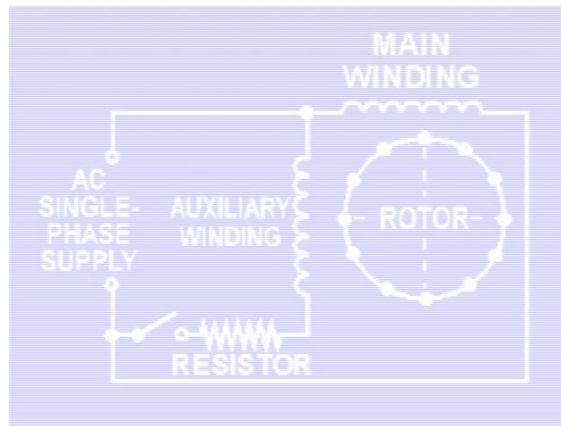 MAIN
WINDING
AC
SINGLE-
PHASE
SUPPLY
AUXILIARY
WINDING
ROTOR
RESISTOR